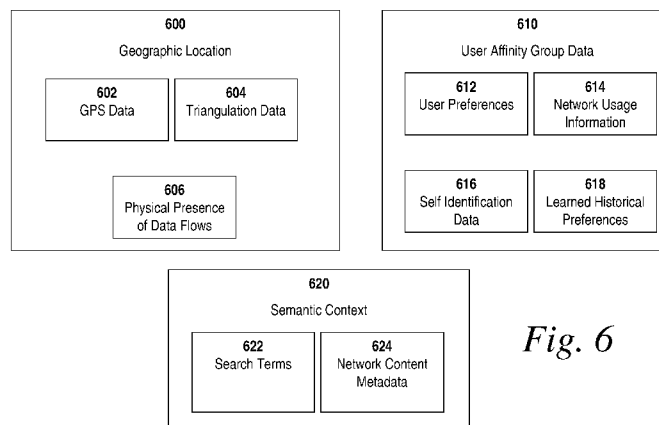 600
Geographic Location
602
GPS Data
604
Triangulation Data
606
Physical Presence
of Data Flows
610
User Affinity Group Data
612
User Preferences
614
Network Usage
Information
616
Self Identification
Data
618
Learned Historical
Preferences
620
Semantic Context
622
Search Terms
624
Network Content
Metadata
Fig. 6